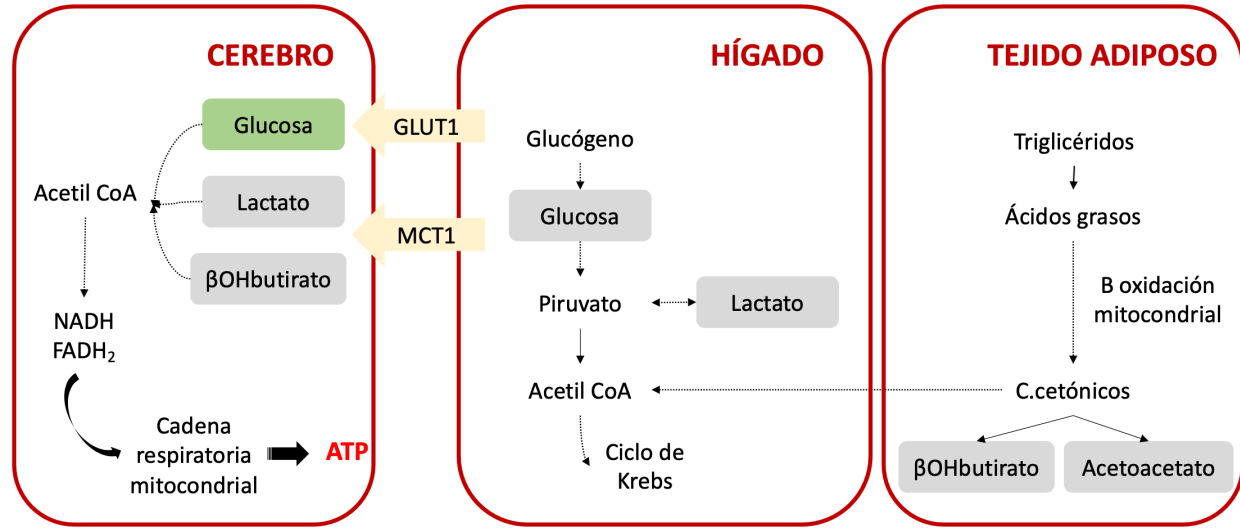 CEREBRO
Glucosa
Acetil CoA
Lactato
βOHbutirato
NADH
FADH₂
Cadena
respiratoria
mitocondrial
ATP
GLUT1
MCT1
HÍGADO
Glucógeno
Glucosa
Piruvato
Lactato
Acetil CoA
Ciclo de
Krebs
TEJIDO ADIPOSO
Triglicéridos
Ácidos grasos
B oxidación
mitocondrial
C.cetónicos
βOHbutirato
Acetoacetato